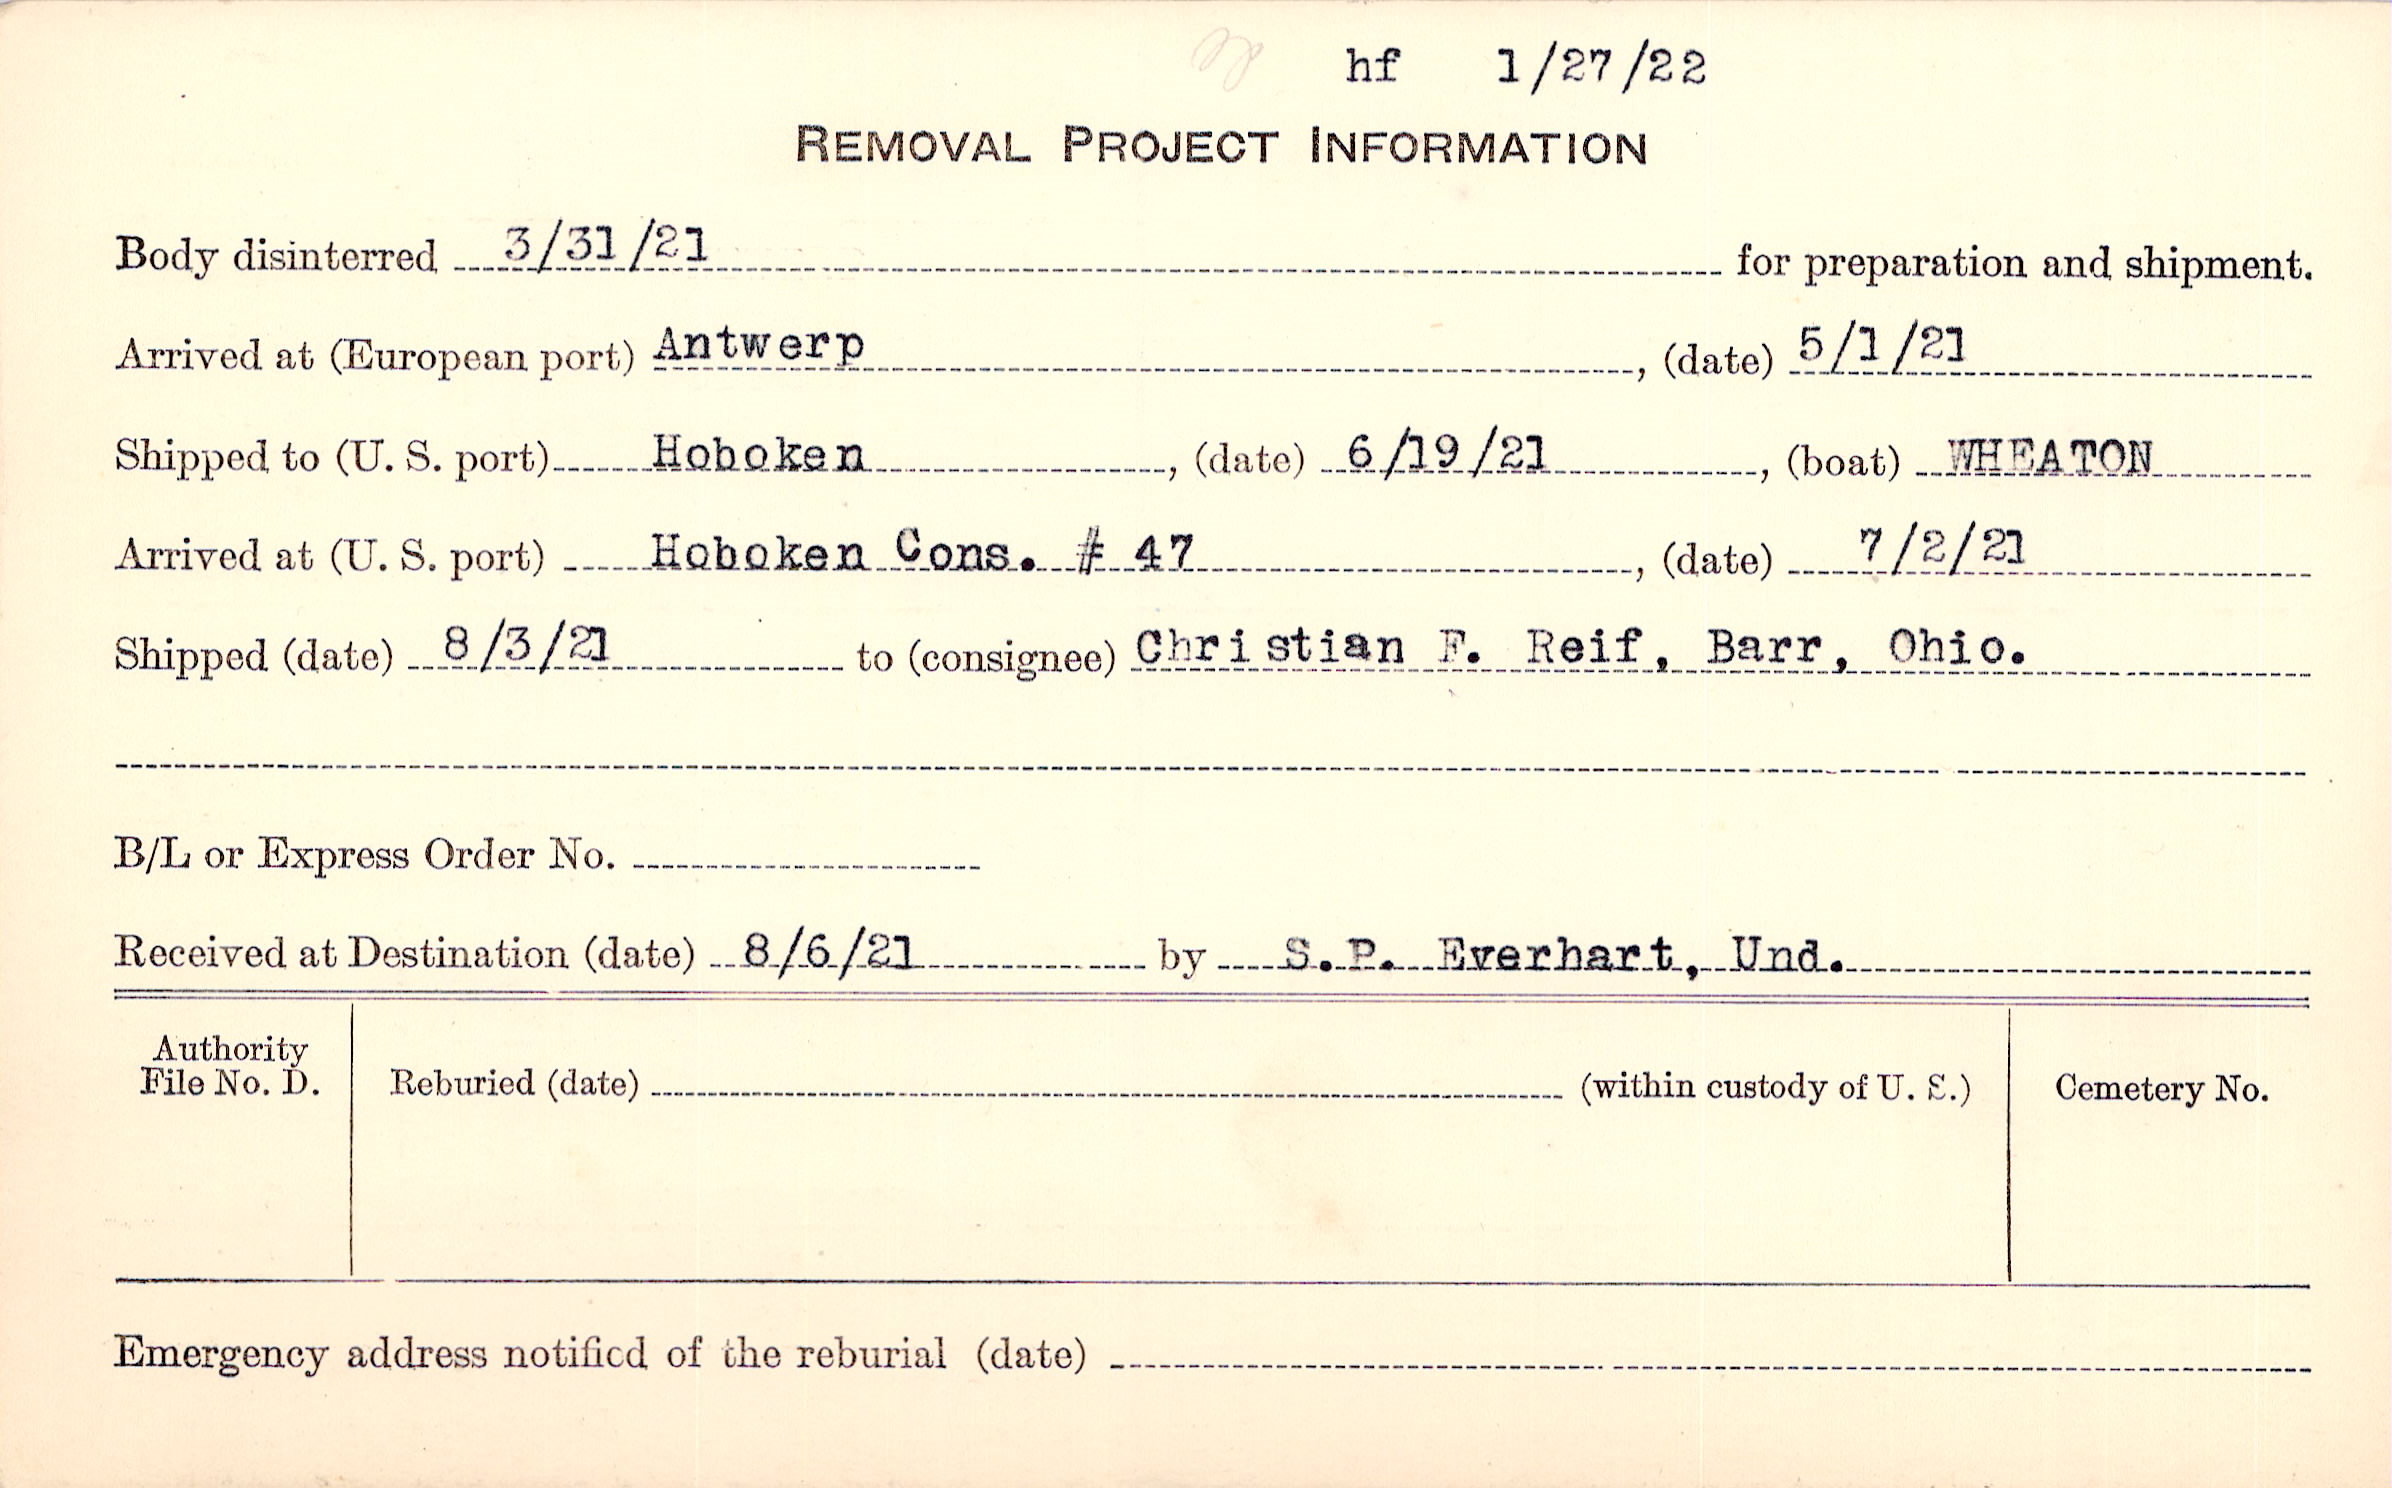 hf 1/27/22
REMOVAL PROJECT INFORMATION
Body disinterred 3/31/21 for preparation and shipment.
Arrived at (European port) Antwerp, (date) 5/1/21
Shipped to (U. S. port) Hoboken, (date) 6/19/21, (boat) WHEATON
Arrived at (U. S. port) Hoboken Cons. # 47, (date) 7/2/21
Shipped (date) 8/3/21 to (consignee) Christian F. Reif, Barr, Ohio.
B/L or Express Order No.
Received at Destination (date) 8/6/21 by S.P. Everhart, Und.
Authority
File No. D.
Reburied (date) (within custody of U. S.)
Cemetery No.
Emergency address notified of the reburial (date)